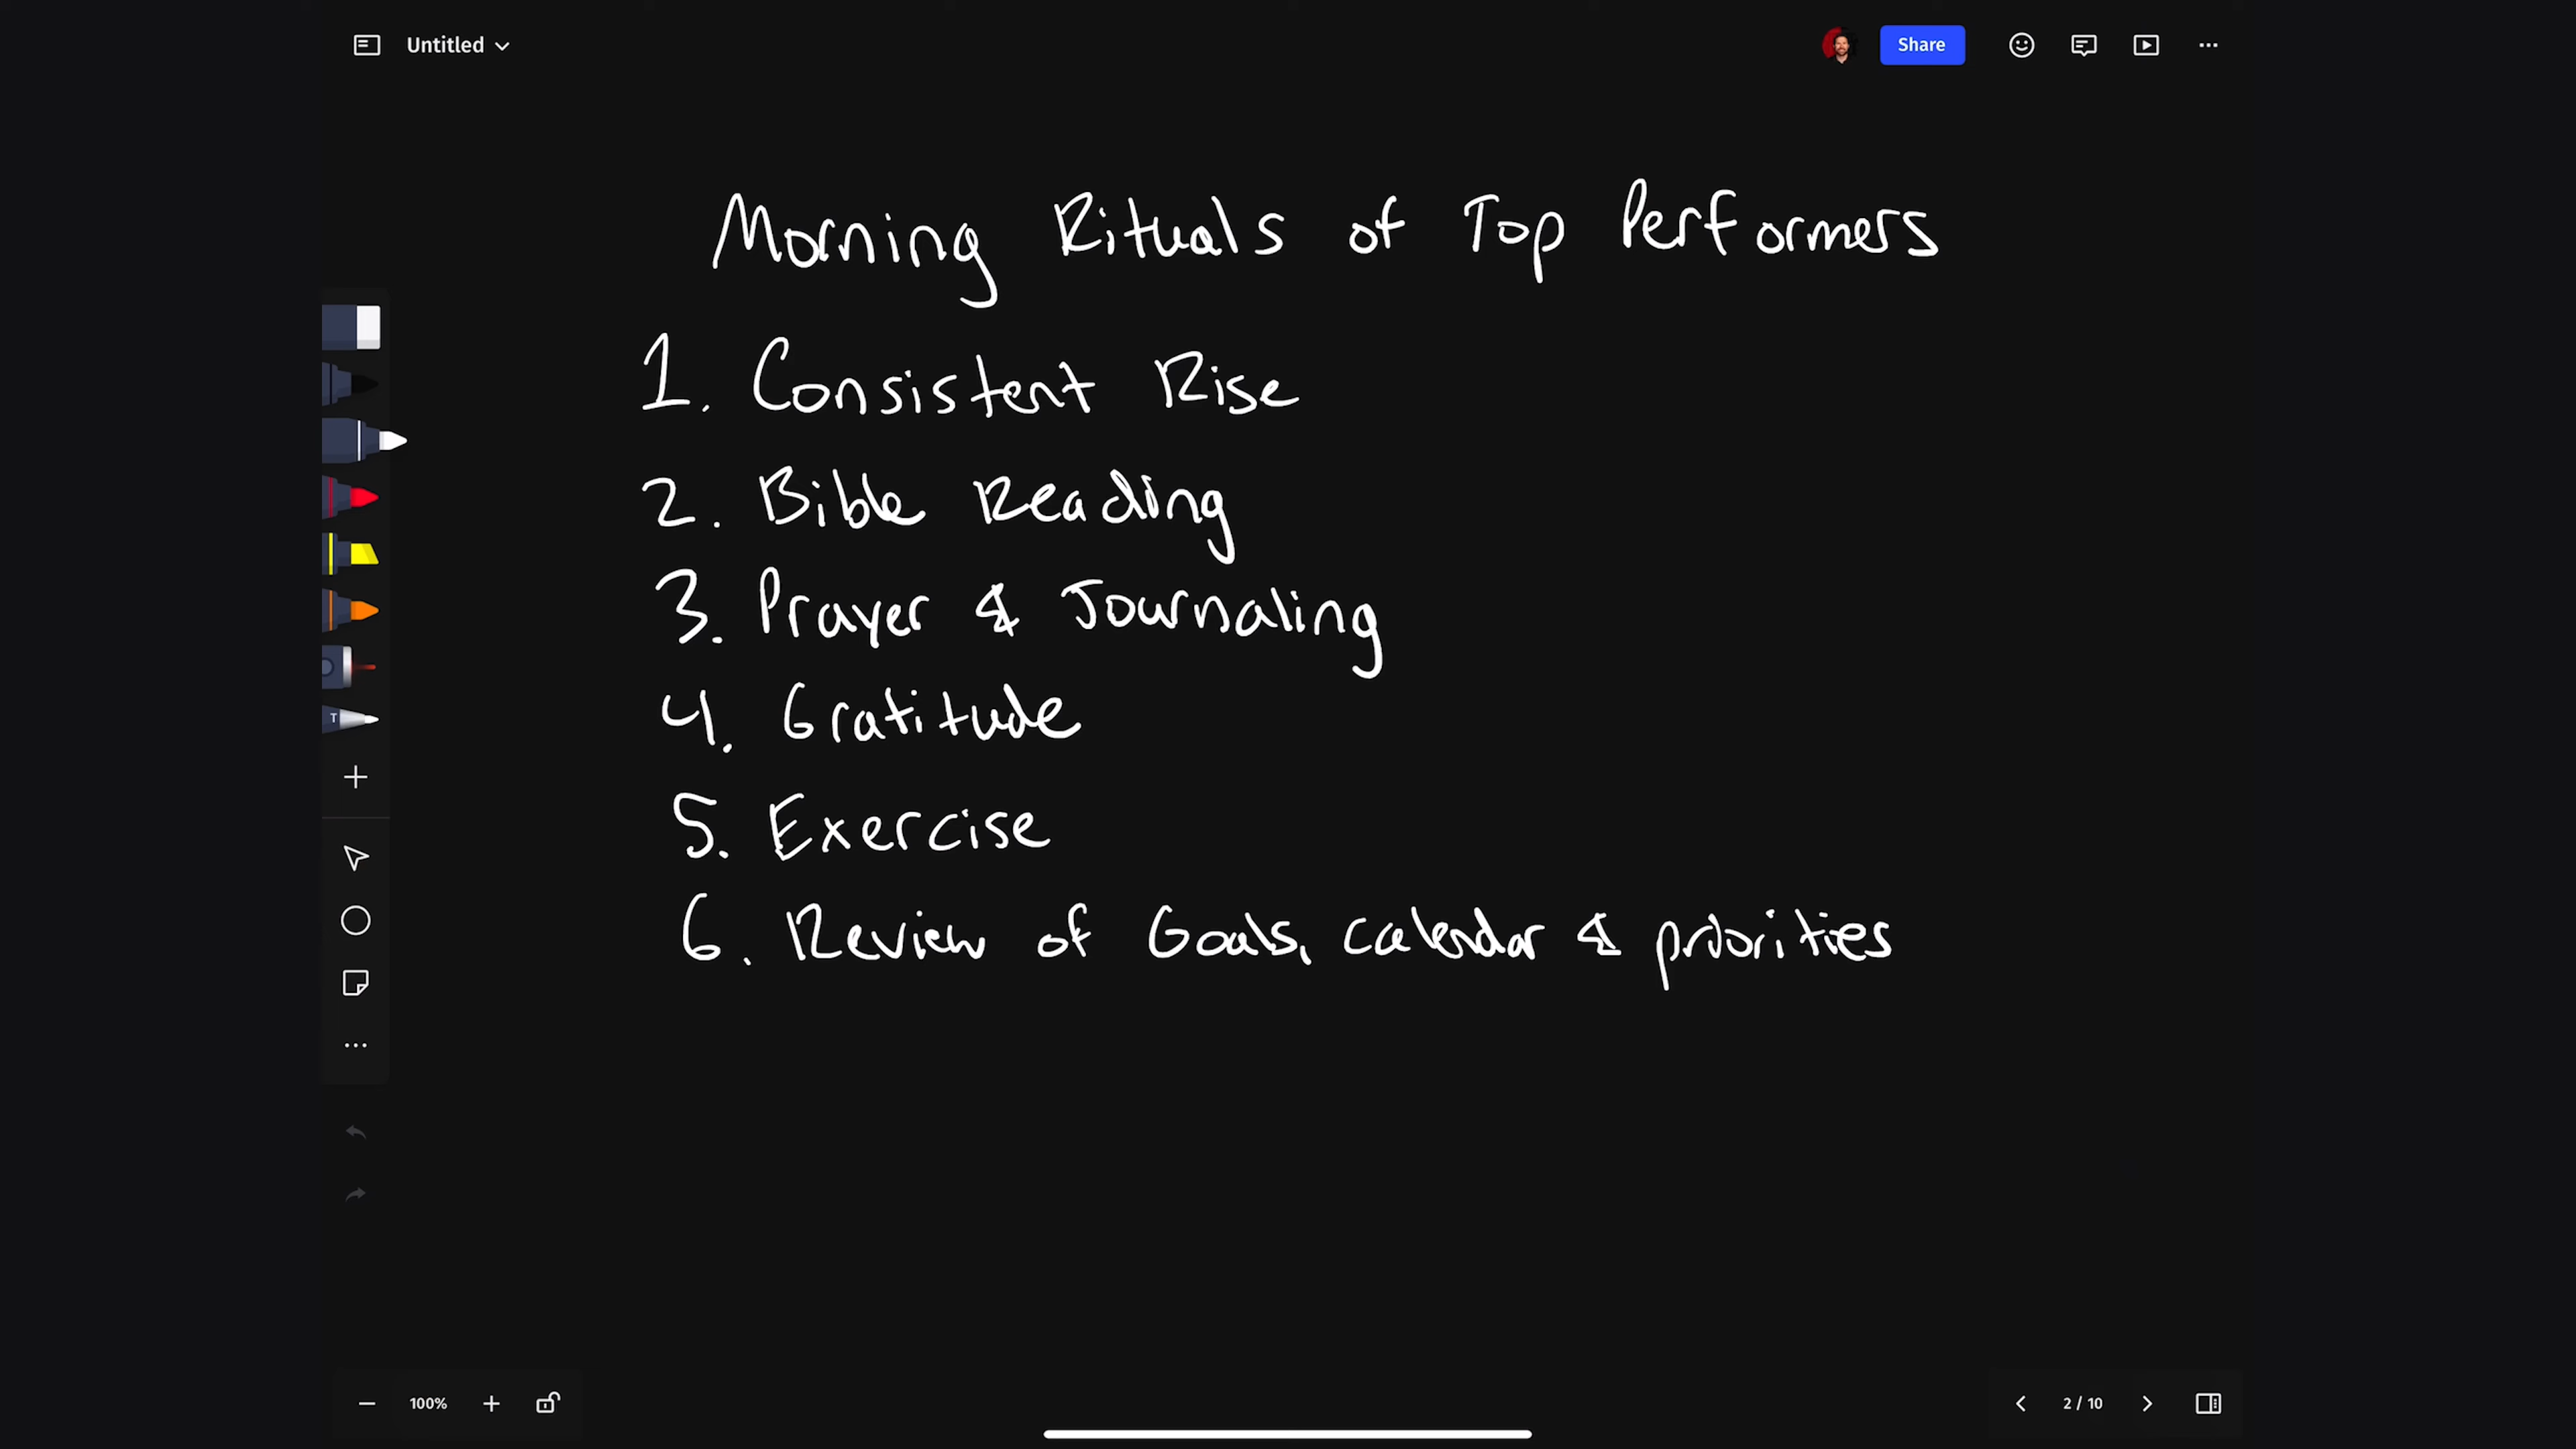 Untitled
Share
Morning Rituals of Top Performers
1. Consistent Rise
2. Bible Reading
3. Prayer & Journaling
4. Gratitude
5. Exercise
6. Review of Goals, calendar & priorities
T
100%
2 / 10